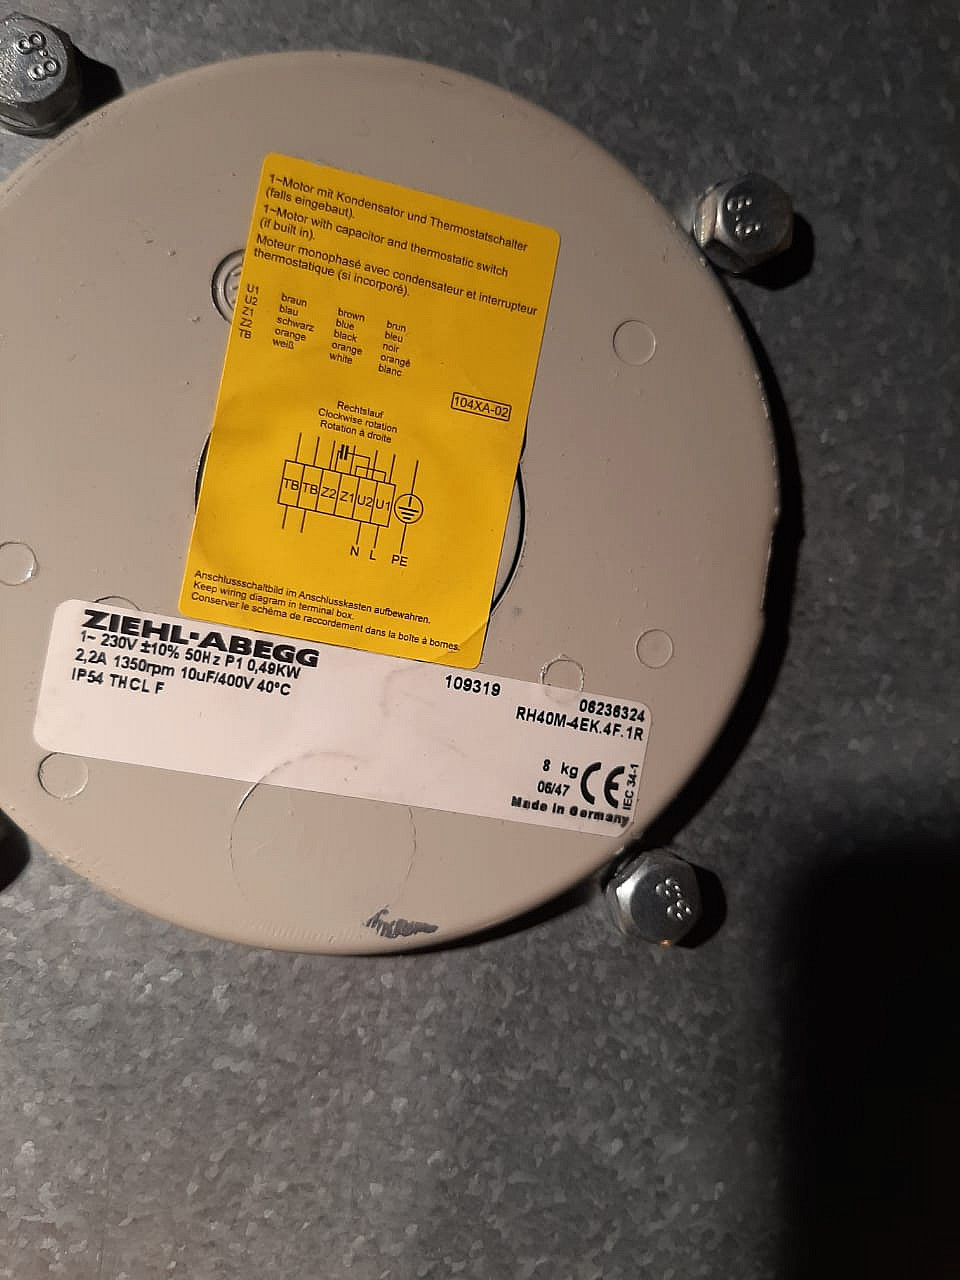 8.8
8.8
1~Motor mit Kondensator und Thermostatschalter
(falls eingebaut).
1~Motor with capacitor and thermostatic switch
(if built in).
Moteur monophasé avec condensateur et interrupteur
thermostatique (si incorporé).
U1 braun brown brun
U2 blau blue bleu
Z1 schwarz black noir
Z2 orange orange orangé
TB weiß white blanc
104XA-02
Rechtslauf
Clockwise rotation
Rotation à droite
TB TB Z2 Z1 U2 U1
N L PE
Anschlussschaltbild im Anschlusskasten aufbewahren.
Keep wiring diagram in terminal box.
Conserver le schéma de raccordement dans la boîte à bornes.
ZIEHL-ABEGG
1~ 230V ±10% 50Hz P1 0,49KW
2,2A 1350rpm 10uF/400V 40°C
IP54 THCL F
109319
06236324
RH40M-4EK.4F.1R
8 kg
06/47
CE
IEC 34-1
Made in Germany
8.8